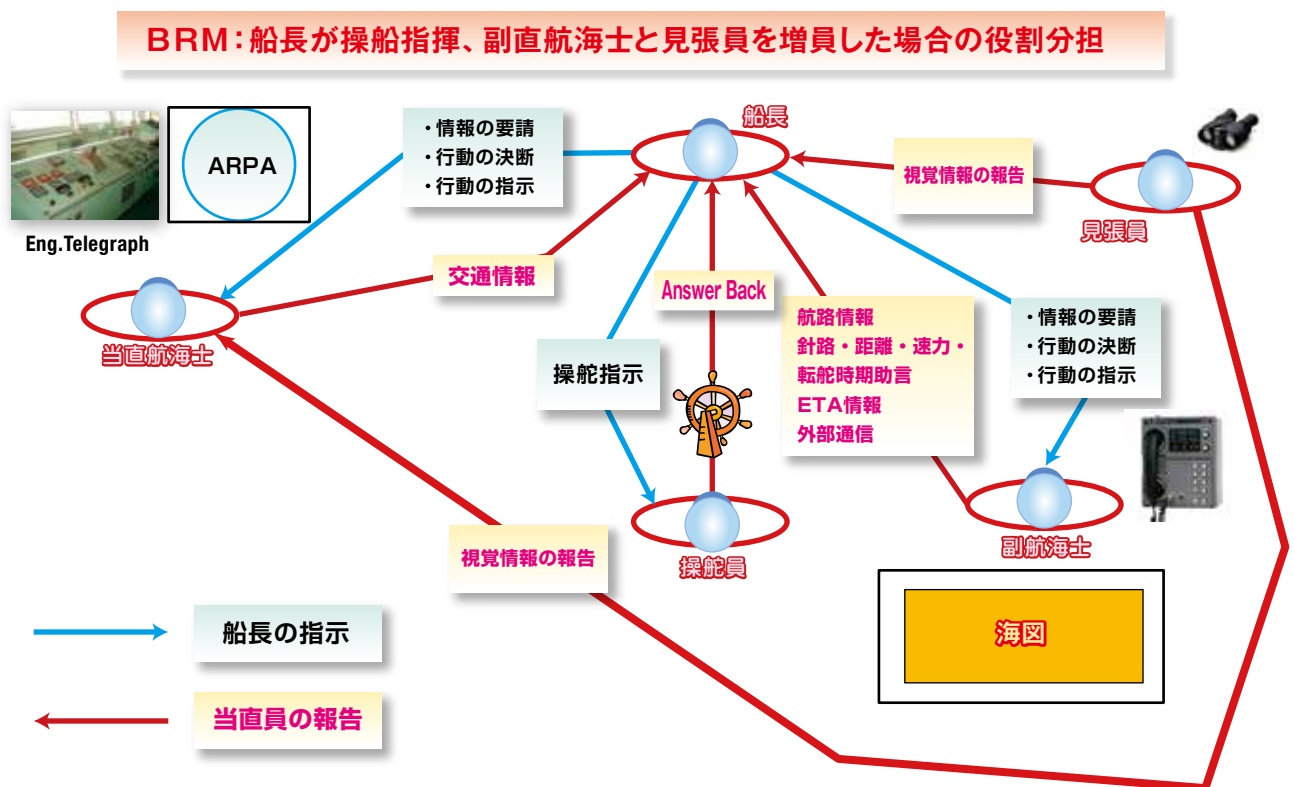 BRM：船長が操船指揮、副直航海士と見張員を増員した場合の役割分担
ARPA
Eng.Telegraph
・情報の要請
・行動の決断
・行動の指示
船長
視覚情報の報告
見張員
交通情報
当直航海士
操舵指示
Answer Back
航路情報
針路・距離・速力・
転舵時期助言
ETA情報
外部通信
・情報の要請
・行動の決断
・行動の指示
視覚情報の報告
操舵員
副航海士
海図
船長の指示
当直員の報告